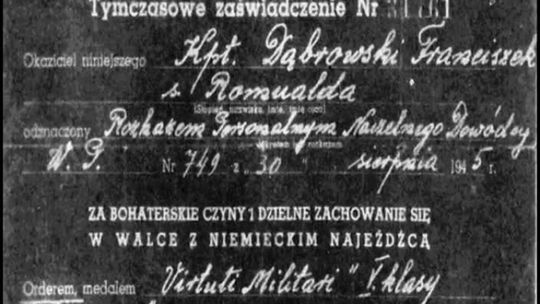 Tymczasowe zaświadczenie Nr
Okaziciel niniejszego Kpt. Dąbrowski Franciszek
s. Romualda
odznaczony Rozkazem Personalnym Naczelnego Dowódcy
W. P. Nr 749 z „30" sierpnia 1945 r.
ZA BOHATERSKIE CZYNY I DZIELNE ZACHOWANIE SIĘ
W WALCE Z NIEMIECKIM NAJEŹDŹCĄ
Orderem, medalem Virtuti Militari" V. klasy